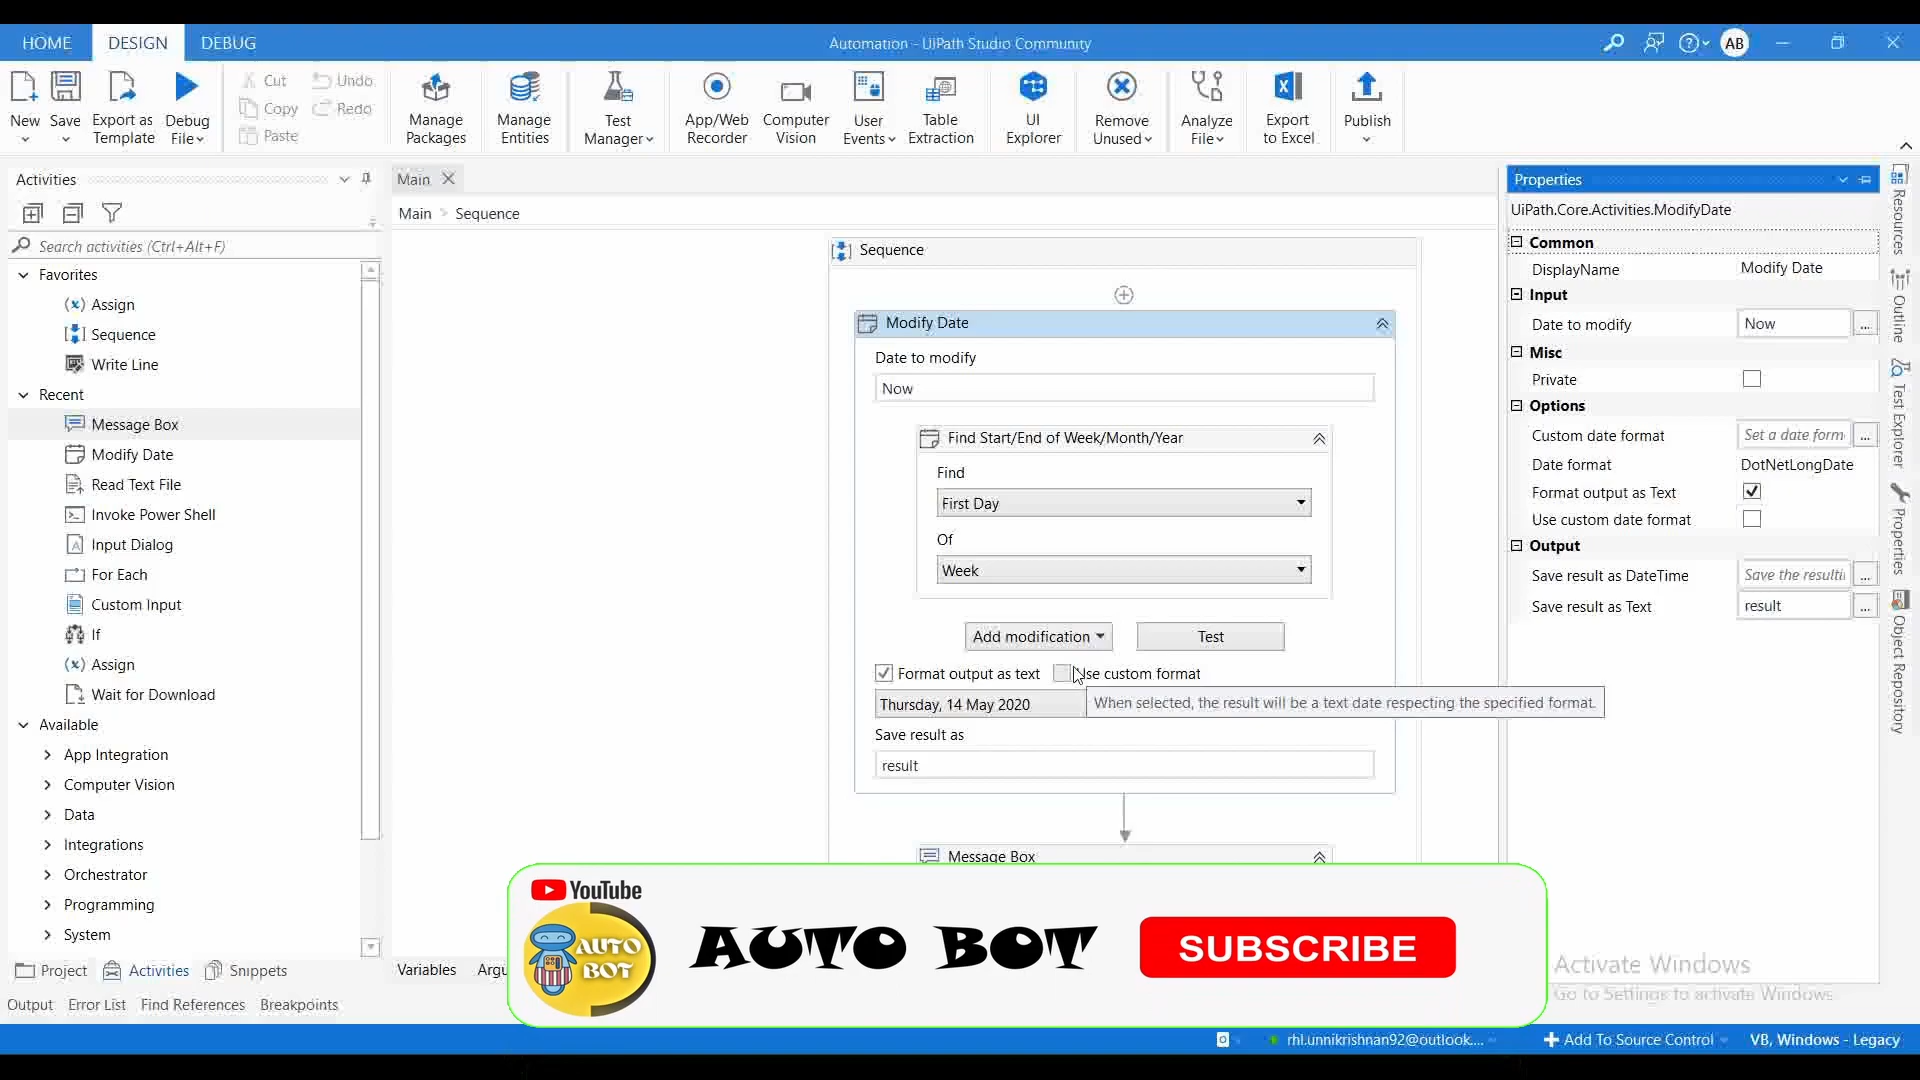 HOME
DESIGN
DEBUG
Automation - UiPath Studio Community
AB
New
Save
Export as Template
Debug File
Cut
Copy
Paste
Undo
Redo
Manage Packages
Manage Entities
Test Manager
App/Web Recorder
Computer Vision
User Events
Table Extraction
UI Explorer
Remove Unused
Analyze File
Export to Excel
Publish
Activities
Search activities (Ctrl+Alt+F)
Favorites
Assign
Sequence
Write Line
Recent
Message Box
Modify Date
Read Text File
Invoke Power Shell
Input Dialog
For Each
Custom Input
If
Assign
Wait for Download
Available
App Integration
Computer Vision
Data
Integrations
Orchestrator
Programming
System
Project
Activities
Snippets
Output
Error List
Find References
Breakpoints
Main
Main > Sequence
Sequence
Modify Date
Date to modify
Now
Find Start/End of Week/Month/Year
Find
First Day
Of
Week
Add modification
Test
Format output as text
se custom format
Thursday, 14 May 2020
When selected, the result will be a text date respecting the specified format.
Save result as
result
Message Box
Variables
Argu
YouTube
AUTO BOT
AUTO BOT
SUBSCRIBE
Properties
UiPath.Core.Activities.ModifyDate
Common
DisplayName
Modify Date
Input
Date to modify
Now
...
Misc
Private
Options
Custom date format
Set a date form
...
Date format
DotNetLongDate
Format output as Text
Use custom date format
Output
Save result as DateTime
Save the resulti
...
Save result as Text
result
...
Resources
Outline
Test Explorer
Properties
Object Repository
Activate Windows
Go to Settings to activate Windows.
rhl.unnikrishnan92@outlook....
Add To Source Control
VB, Windows - Legacy